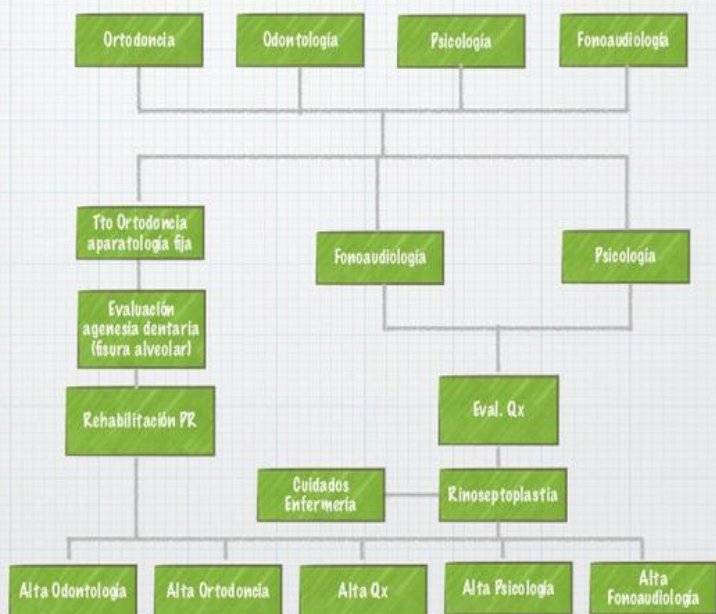 Ortodoncia
Odontología
Psicología
Fonoaudiología
Tto Ortodoncia
aparatología fija
Fonoaudiología
Psicología
Evaluación
agenesia dentaria
(fisura alveolar)
Rehabilitación PR
Eval. Qx
Cuidados
Enfermería
Rinoseptoplastia
Alta Odontología
Alta Ortodoncia
Alta Qx
Alta Psicología
Alta
Fonoaudiología